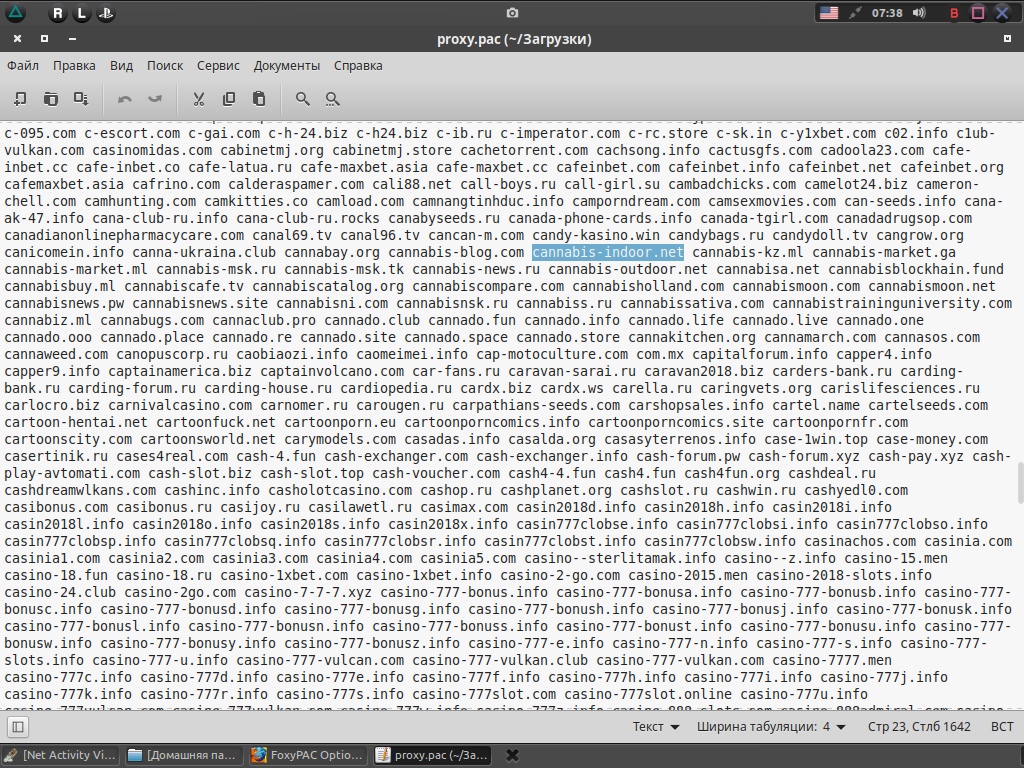 R L 07:38 B
proxy.pac (~/Загрузки)
Файл Правка Вид Поиск Сервис Документы Справка
c-095.com c-escort.com c-gai.com c-h-24.biz c-h24.biz c-ib.ru c-imperator.com c-rc.store c-sk.in c-y1xbet.com c02.info c1ub-
vulkan.com casinomidas.com cabinetmj.org cabinetmj.store cachetorrent.com cachsong.info cactusgfs.com cadoola23.com cafe-
inbet.cc cafe-inbet.co cafe-latua.ru cafe-maxbet.asia cafe-maxbet.cc cafeinbet.com cafeinbet.info cafeinbet.net cafeinbet.org
cafemaxbet.asia cafrino.com calderaspamer.com cali88.net call-boys.ru call-girl.su cambadchicks.com camelot24.biz cameron-
chell.com camhunting.com camkitties.co camload.com camnangtinhduc.info camporndream.com camsexmovies.com can-seeds.info cana-
ak-47.info cana-club-ru.info cana-club-ru.rocks canabyseeds.ru canada-phone-cards.info canada-tgirl.com canadadrugsop.com
canadianonlinepharmacycare.com canal69.tv canal96.tv cancan-m.com candy-kasino.win candybags.ru candydoll.tv cangrow.org
canicomein.info canna-ukraina.club cannabay.org cannabis-blog.com cannabis-indoor.net cannabis-kz.ml cannabis-market.ga
cannabis-market.ml cannabis-msk.ru cannabis-msk.tk cannabis-news.ru cannabis-outdoor.net cannabisa.net cannabisblockhain.fund
cannabisbuy.ml cannabiscafe.tv cannabiscatalog.org cannabiscompare.com cannabisholland.com cannabismoon.com cannabismoon.net
cannabisnews.pw cannabisnews.site cannabisni.com cannabisnsk.ru cannabiss.ru cannabissativa.com cannabistraininguniversity.com
cannabiz.ml cannabugs.com cannaclub.pro cannado.club cannado.fun cannado.info cannado.life cannado.live cannado.one
cannado.ooo cannado.place cannado.re cannado.site cannado.space cannado.store cannakitchen.org cannamarch.com cannasos.com
cannaweed.com canopuscorp.ru caobiaozi.info caomeimei.info cap-motoculture.com com.mx capitalforum.info capper4.info
capper9.info captainamerica.biz captainvolcano.com car-fans.ru caravan-sarai.ru caravan2018.biz carders-bank.ru carding-
bank.ru carding-forum.ru carding-house.ru cardiopedia.ru cardx.biz cardx.ws carella.ru caringvets.org carislifesciences.ru
carlocro.biz carnivalcasino.com carnomer.ru carougen.ru carpathians-seeds.com carshopsales.info cartel.name cartelseeds.com
cartoon-hentai.net cartoonfuck.net cartoonporn.eu cartoonporncomics.info cartoonporncomics.site cartoonpornfr.com
cartoonscity.com cartoonsworld.net carymodels.com casadas.info casalda.org casasyterrenos.info case-1win.top case-money.com
casertinik.ru cases4real.com cash-4.fun cash-exchanger.com cash-exchanger.info cash-forum.pw cash-forum.xyz cash-pay.xyz cash-
play-avtomati.com cash-slot.biz cash-slot.top cash-voucher.com cash4-4.fun cash4.fun cash4fun.org cashdeal.ru
cashdreamwlkans.com cashinc.info casholotcasino.com cashop.ru cashplanet.org cashslot.ru cashwin.ru cashyedl0.com
casibonus.com casibonus.ru casijoy.ru casilawetl.ru casimax.com casin2018d.info casin2018h.info casin2018i.info
casin2018l.info casin2018o.info casin2018s.info casin2018x.info casin777clobse.info casin777clobsi.info casin777clobso.info
casin777clobsp.info casin777clobsq.info casin777clobsr.info casin777clobst.info casin777clobsw.info casinachos.com casinia.com
casinia1.com casinia2.com casinia3.com casinia4.com casinia5.com casino--sterlitamak.info casino--z.info casino-15.men
casino-18.fun casino-18.ru casino-1xbet.com casino-1xbet.info casino-2-go.com casino-2015.men casino-2018-slots.info
casino-24.club casino-2go.com casino-7-7-7.xyz casino-777-bonus.info casino-777-bonusa.info casino-777-bonusb.info casino-777-
bonusc.info casino-777-bonusd.info casino-777-bonusg.info casino-777-bonush.info casino-777-bonusj.info casino-777-bonusk.info
casino-777-bonusl.info casino-777-bonusn.info casino-777-bonuss.info casino-777-bonust.info casino-777-bonusu.info casino-777-
bonusw.info casino-777-bonusy.info casino-777-bonusz.info casino-777-e.info casino-777-n.info casino-777-s.info casino-777-
slots.info casino-777-u.info casino-777-vulcan.com casino-777-vulkan.club casino-777-vulkan.com casino-7777.men
casino-777c.info casino-777d.info casino-777e.info casino-777f.info casino-777h.info casino-777i.info casino-777j.info
casino-777k.info casino-777r.info casino-777s.info casino-777slot.com casino-777slot.online casino-777u.info
Текст Ширина табуляции: 4 Стр 23, Стлб 1642 ВСТ
[Net Activity Vi... [Домашняя па... FoxyPAC Optio... proxy.pac (~/За...